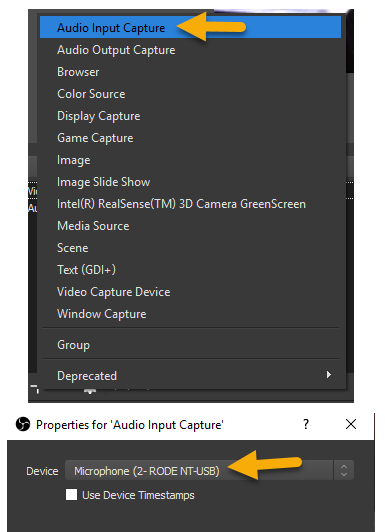 Audio Input Capture
Audio Output Capture
Browser
Color Source
Display Capture
Game Capture
Image
Image Slide Show
Intel(R) RealSense(TM) 3D Camera GreenScreen
Media Source
Scene
Text (GDI+)
Video Capture Device
Window Capture
Group
Deprecated
Properties for 'Audio Input Capture'
Device Microphone (2- RODE NT-USB)
Use Device Timestamps